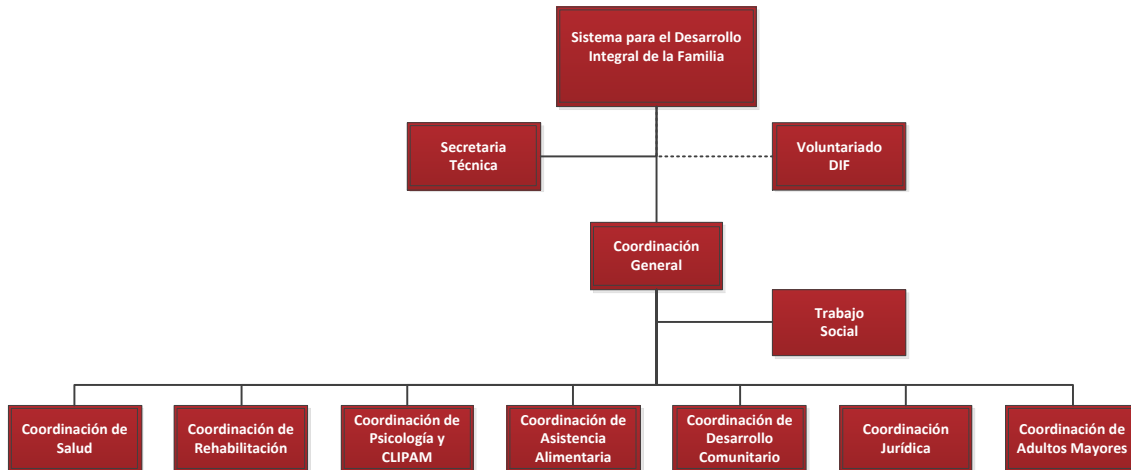 Sistema para el Desarrollo
Integral de la Familia
Secretaria
Técnica
Voluntariado
DIF
Coordinación
General
Trabajo
Social
Coordinación de
Salud
Coordinación de
Rehabilitación
Coordinación de
Psicología y
CLIPAM
Coordinación de
Asistencia
Alimentaria
Coordinación de
Desarrollo
Comunitario
Coordinación
Jurídica
Coordinación de
Adultos Mayores